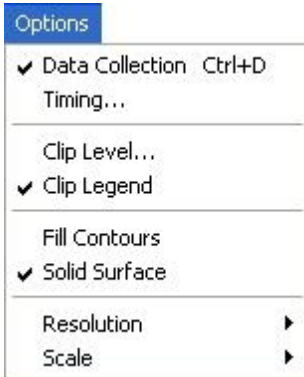 Options
Data Collection Ctrl+D
Timing...
Clip Level...
Clip Legend
Fill Contours
Solid Surface
Resolution
Scale